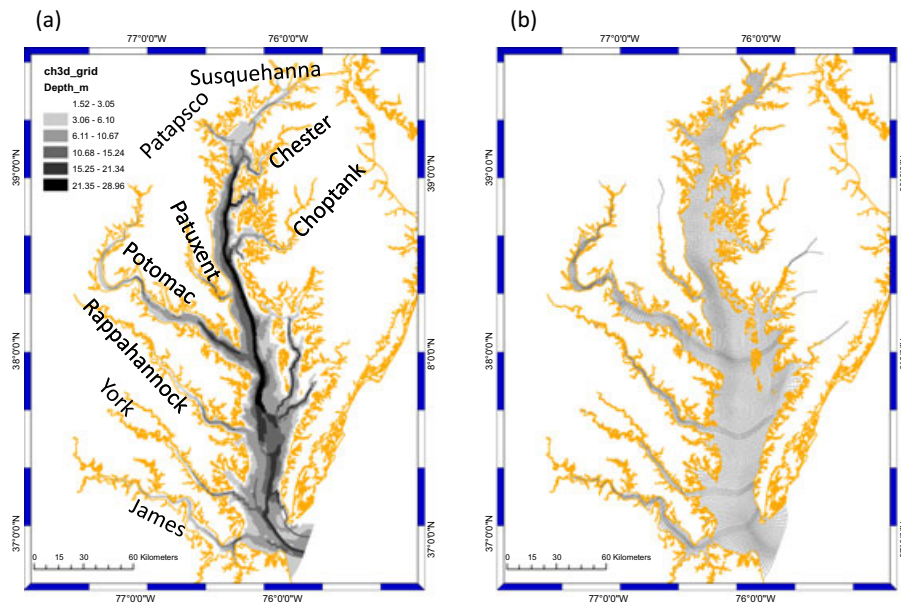 (a)
77°0'0"W 76°0'0"W
ch3d_grid
Depth_m
1.52 - 3.05
3.06 - 6.10
6.11 - 10.67
10.68 - 15.24
15.25 - 21.34
21.35 - 28.96
Susquehanna
Patapsco
Chester
Choptank
Patuxent
Potomac
Rappahannock
York
James
39°0'0"N
38°0'0"N
37°0'0"N
39°0'0"N
8°0'0"N
37°0'0"N
0 15 30 60 Kilometers
77°0'0"W 76°0'0"W
(b)
77°0'0"W 76°0'0"W
39°0'0"N
38°0'0"N
37°0'0"N
0 15 30 60 Kilometers
77°0'0"W 76°0'0"W